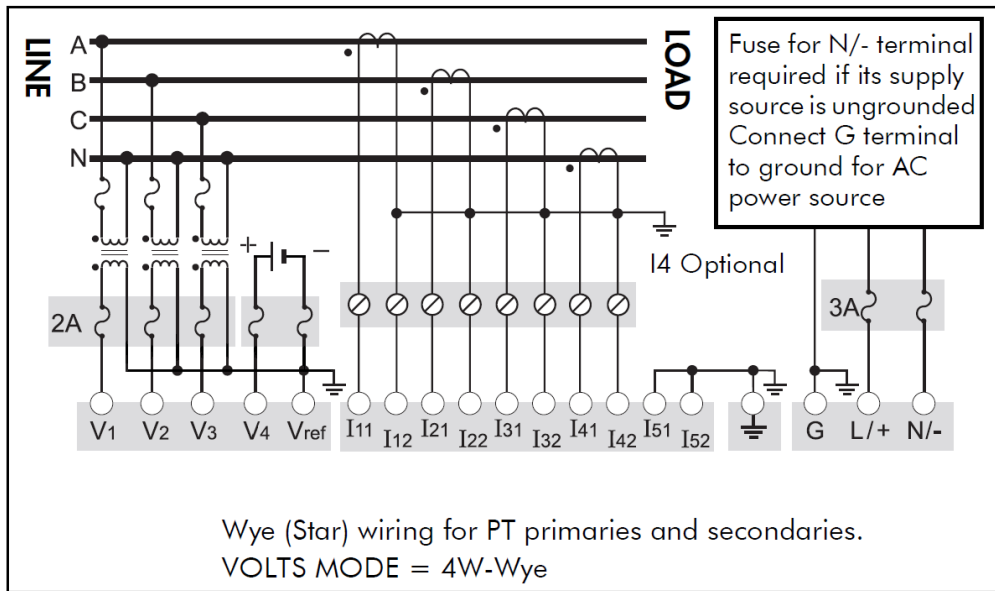 LINE
A
B
C
N
LOAD
Fuse for N/- terminal
required if its supply
source is ungrounded
Connect G terminal
to ground for AC
power source
+ −
I4 Optional
2A
3A
V1 V2 V3 V4 Vref
I11 I12 I21 I22 I31 I32 I41 I42 I51 I52
G L/+ N/-
Wye (Star) wiring for PT primaries and secondaries.
VOLTS MODE = 4W-Wye